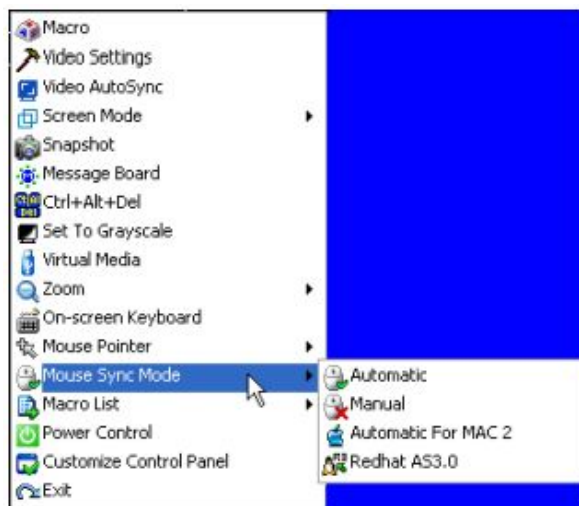 Macro
Video Settings
Video AutoSync
Screen Mode
Snapshot
Message Board
Ctrl+Alt+Del
Set To Grayscale
Virtual Media
Zoom
On-screen Keyboard
Mouse Pointer
Mouse Sync Mode
Macro List
Power Control
Customize Control Panel
Exit
Automatic
Manual
Automatic For MAC 2
Redhat AS3.0